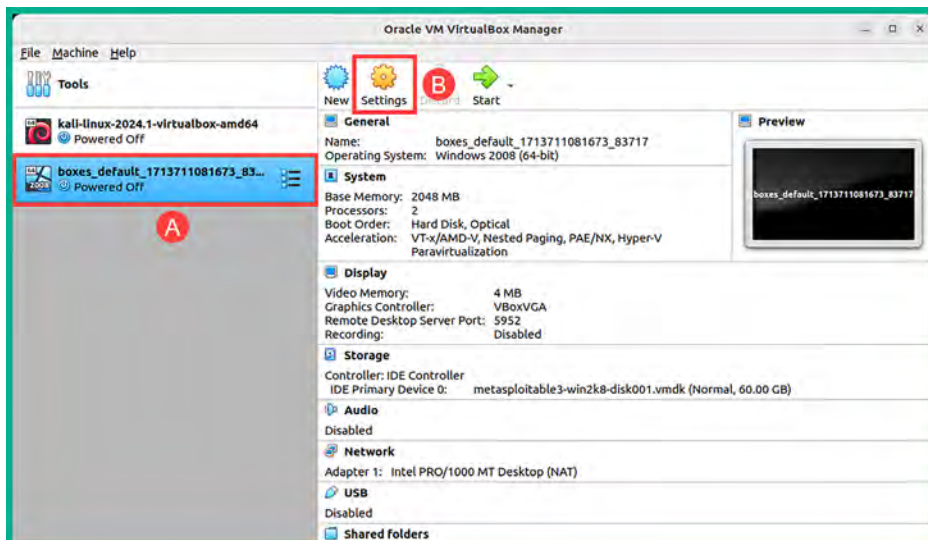 Oracle VM VirtualBox Manager
File Machine Help
Tools
New Settings B Start
kali-linux-2024.1-virtualbox-amd64
Powered Off
boxes_default_1713711081673_83...
Powered Off
A
General
Name: boxes_default_1713711081673_83717
Operating System: Windows 2008 (64-bit)
System
Base Memory: 2048 MB
Processors: 2
Boot Order: Hard Disk, Optical
Acceleration: VT-x/AMD-V, Nested Paging, PAE/NX, Hyper-V
Paravirtualization
Preview
boxes_default_1713711081673_83717
Display
Video Memory: 4 MB
Graphics Controller: VBoxVGA
Remote Desktop Server Port: 5952
Recording: Disabled
Storage
Controller: IDE Controller
IDE Primary Device 0: metasploitable3-win2k8-disk001.vmdk (Normal, 60.00 GB)
Audio
Disabled
Network
Adapter 1: Intel PRO/1000 MT Desktop (NAT)
USB
Disabled
Shared folders